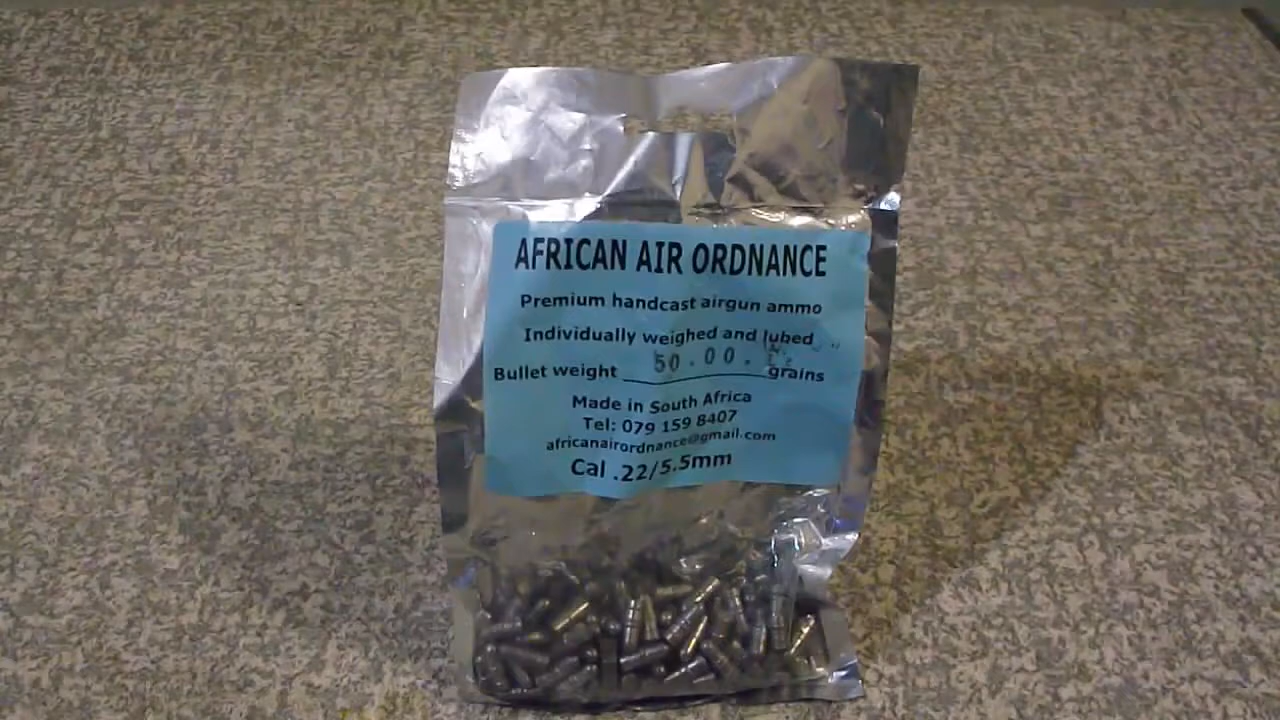 AFRICAN AIR ORDNANCE
Premium handcast airgun ammo
Individually weighed and lubed
Bullet weight 50.00. grains
Made in South Africa
Tel: 079 159 8407
africanairordnance@gmail.com
Cal .22/5.5mm